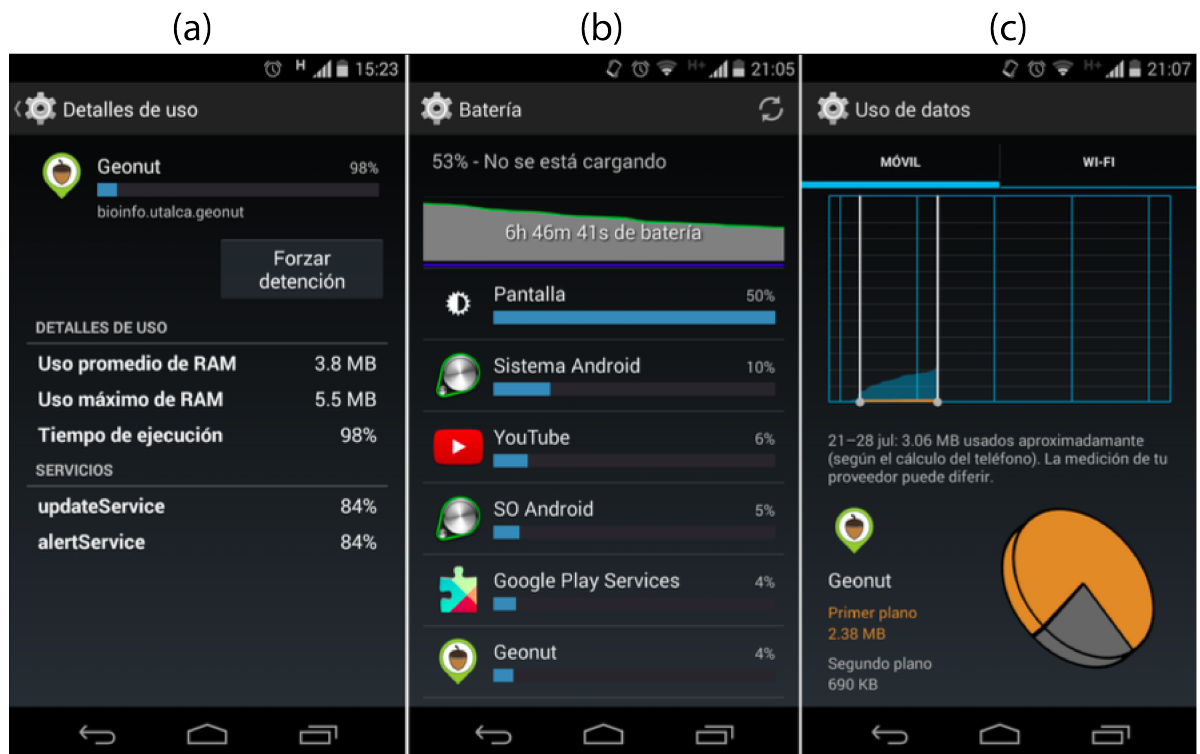 (a)
H 15:23
Detalles de uso
Geonut 98%
bioinfo.utalca.geonut
Forzar
detención
DETALLES DE USO
Uso promedio de RAM 3.8 MB
Uso máximo de RAM 5.5 MB
Tiempo de ejecución 98%
SERVICIOS
updateService 84%
alertService 84%
(b)
H+ 21:05
Batería
53% - No se está cargando
6h 46m 41s de batería
Pantalla 50%
Sistema Android 10%
YouTube 6%
SO Android 5%
Google Play Services 4%
Geonut 4%
(c)
H+ 21:07
Uso de datos
MÓVIL WI-FI
21–28 jul: 3.06 MB usados aproximadamante
(según el cálculo del teléfono). La medición de tu
proveedor puede diferir.
Geonut
Primer plano
2.38 MB
Segundo plano
690 KB